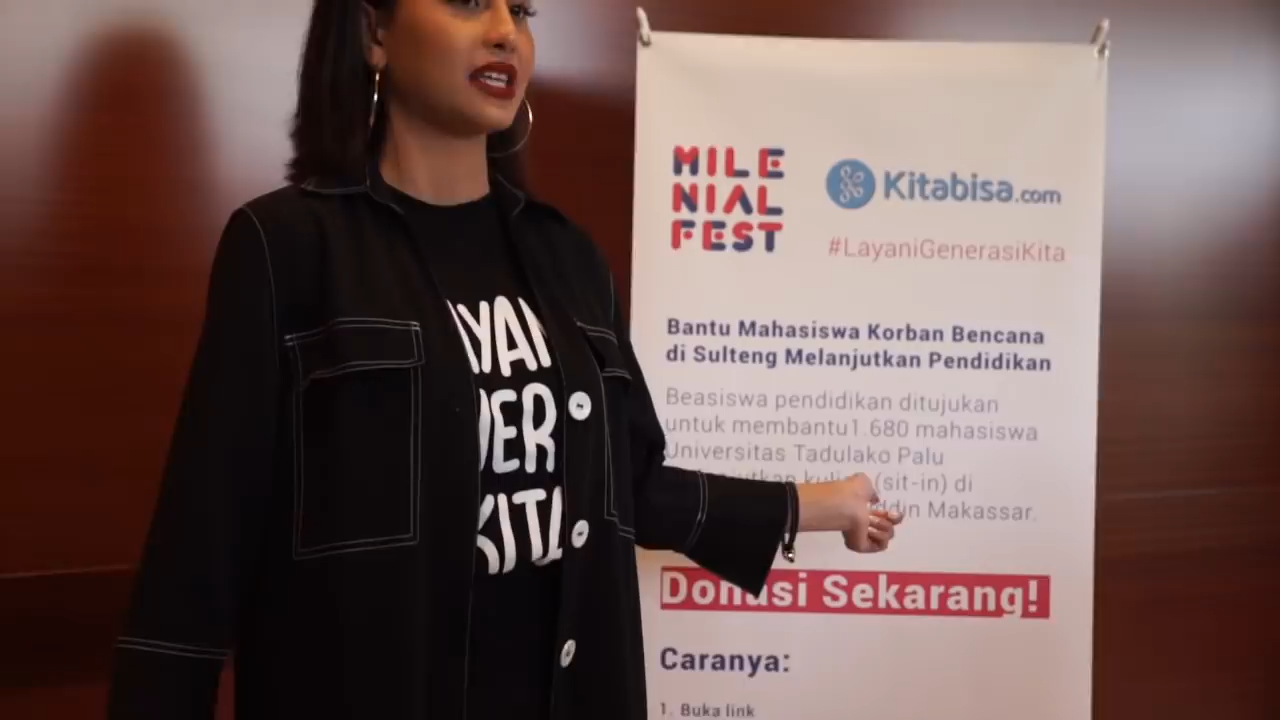 MILE
NIAL
FEST
Kitabisa.com
#LayaniGenerasiKita
Bantu Mahasiswa Korban Bencana
di Sulteng Melanjutkan Pendidikan
Beasiswa pendidikan ditujukan
untuk membantu1.680 mahasiswa
Universitas Tadulako Palu
(sit-in) di
Makassar.
Donasi Sekarang!
Caranya:
1. Buka link
KITA